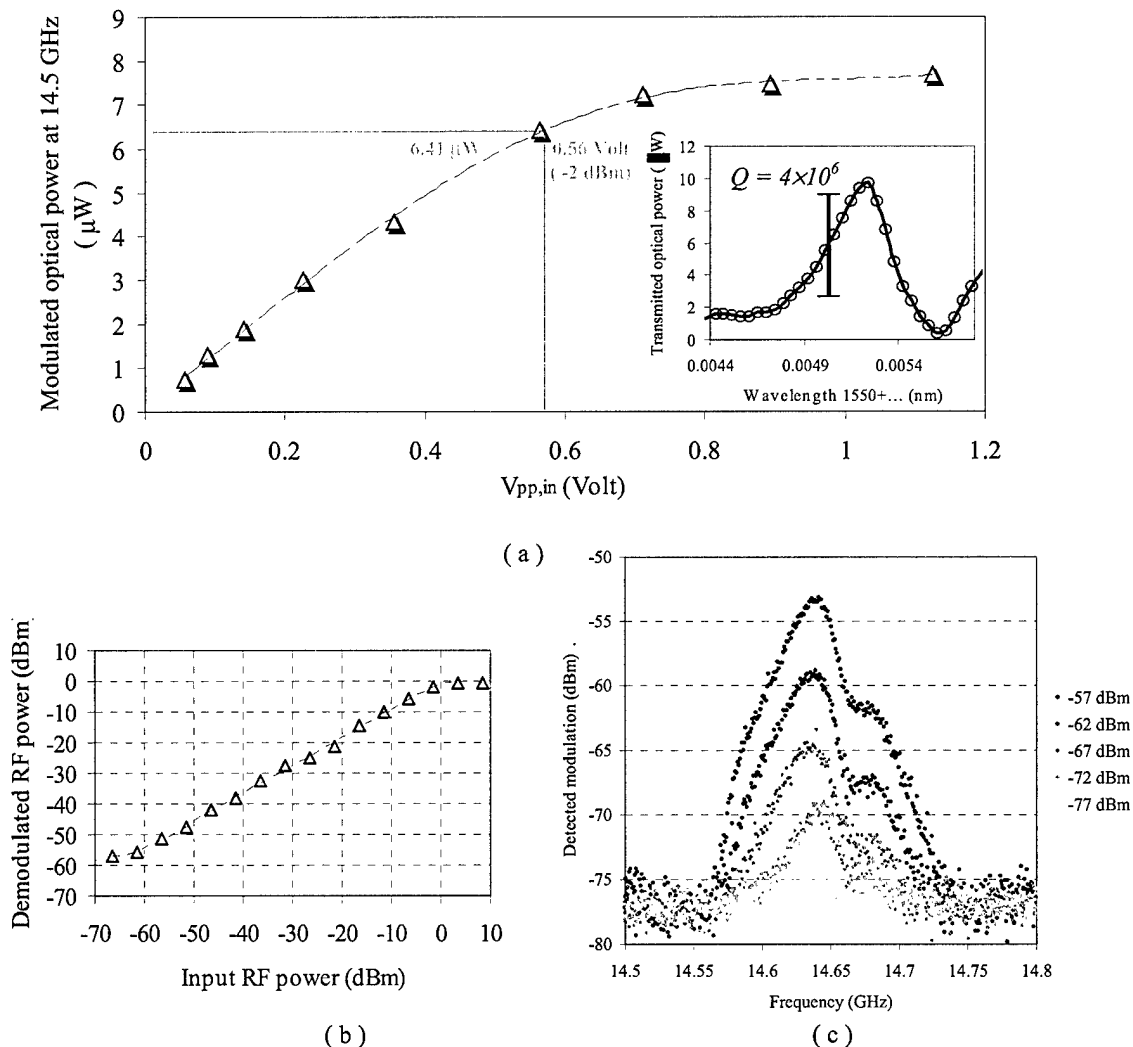 Modulated optical power at 14.5 GHz
( μW )
9
8
7
6
5
4
3
2
1
0
6.41 μW
0.56 Volt
( -2 dBm)
0
0.2
0.4
0.6
0.8
1
1.2
Vpp,in (Volt)
Transmitted optical power ( W)
12
10
8
6
4
2
0
Q = 4×10⁶
0.0044
0.0049
0.0054
Wavelength 1550+... (nm)
( a )
Demodulated RF power (dBm)
10
0
-10
-20
-30
-40
-50
-60
-70
-70 -60 -50 -40 -30 -20 -10 0 10
Input RF power (dBm)
( b )
Detected modulation (dBm) .
-50
-55
-60
-65
-70
-75
-80
14.5 14.55 14.6 14.65 14.7 14.75 14.8
Frequency (GHz)
-57 dBm
-62 dBm
-67 dBm
-72 dBm
-77 dBm
( c )